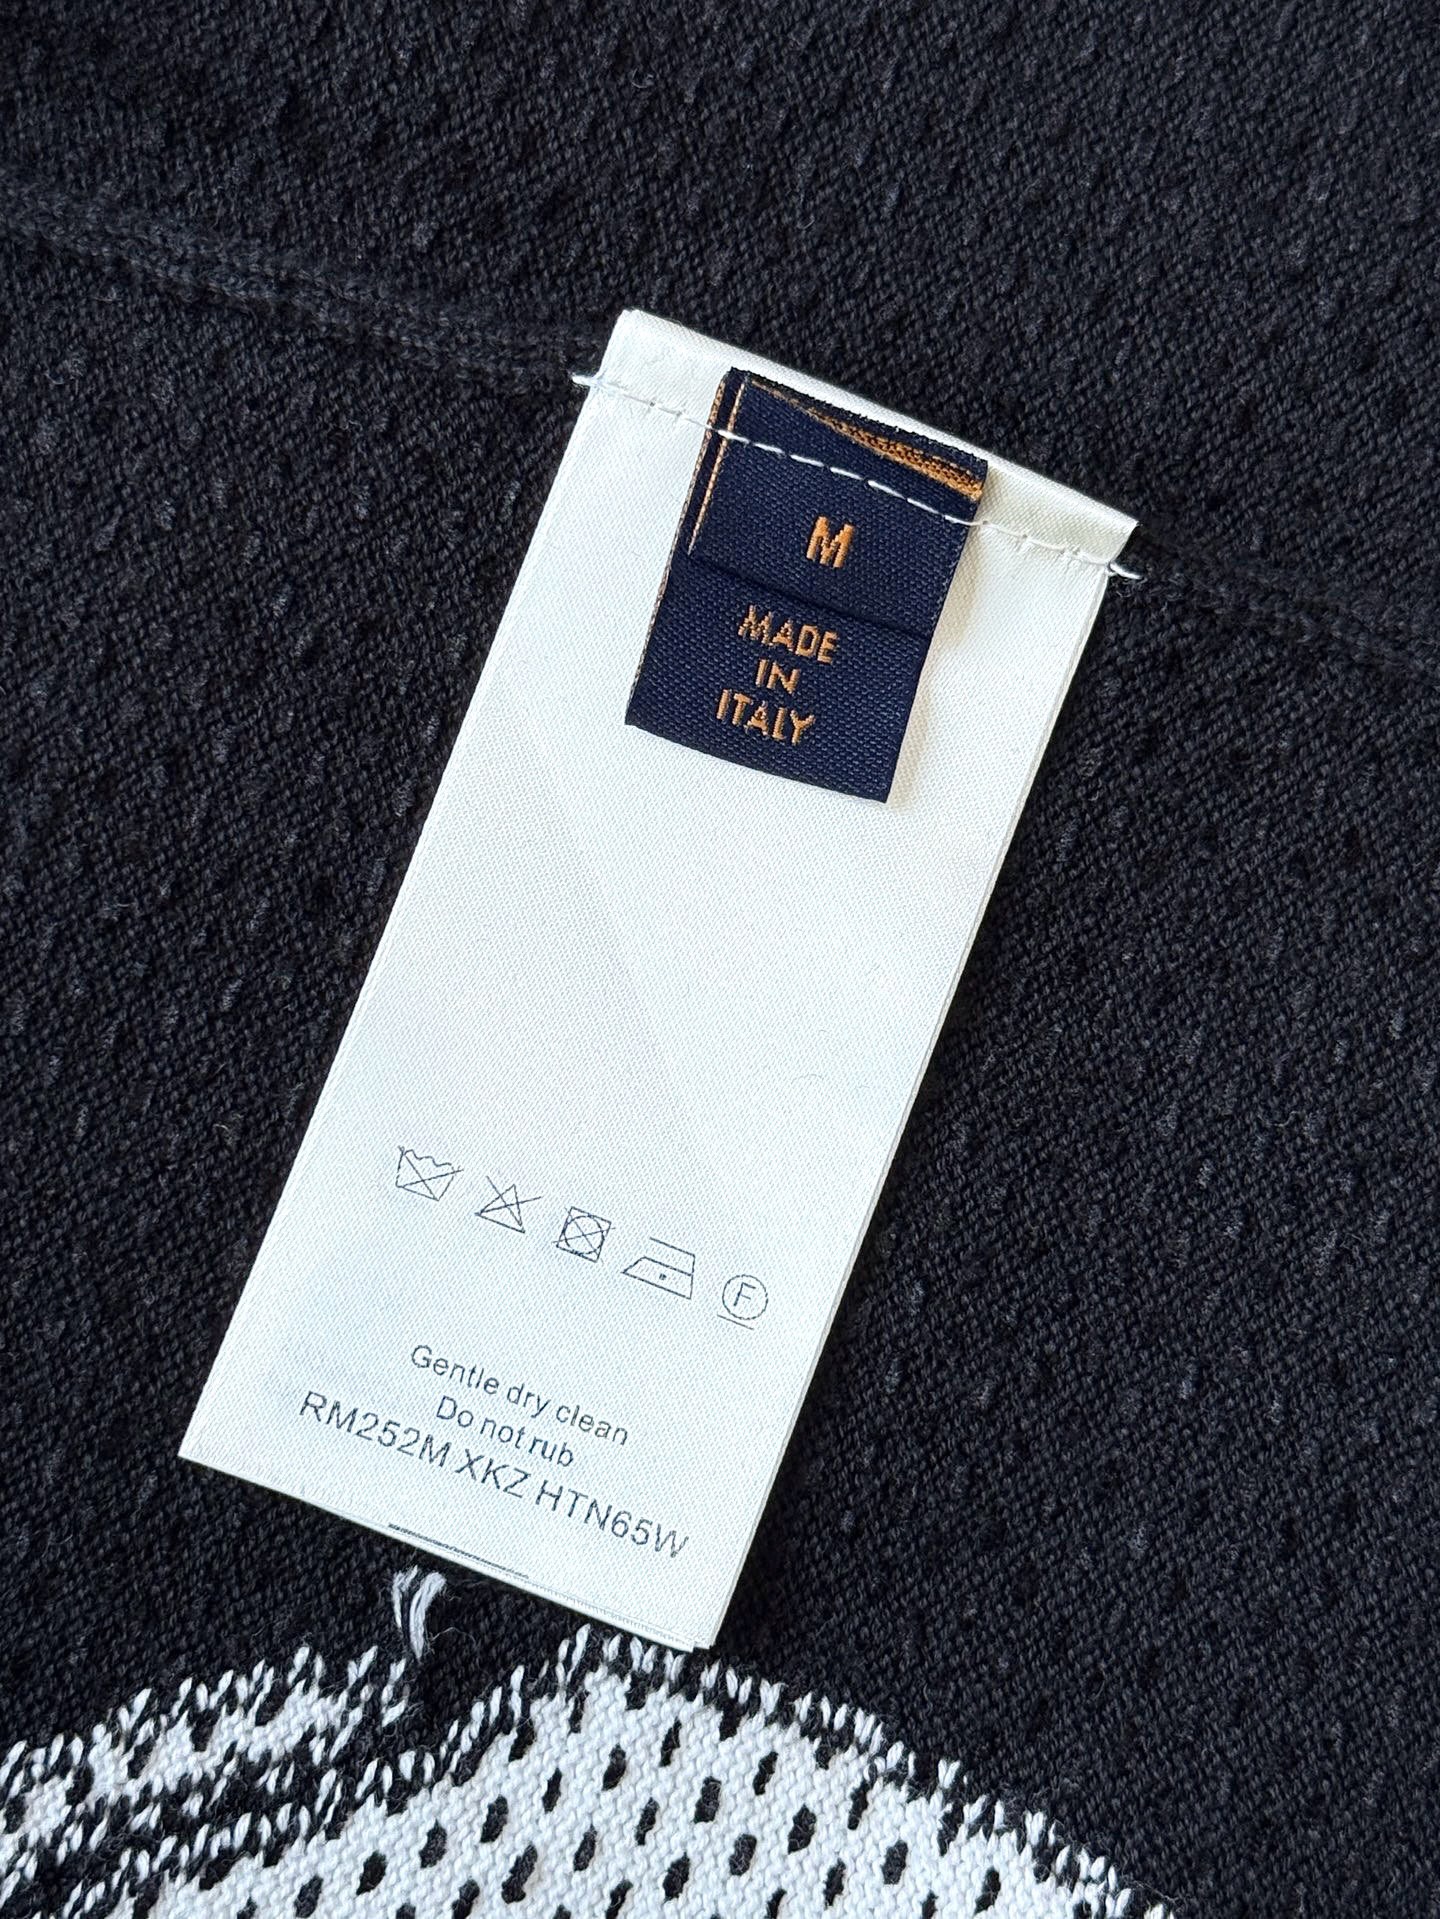 M
MADE
IN
ITALY
F
Gentle dry clean
Do not rub
RM252M XKZ HTN65W